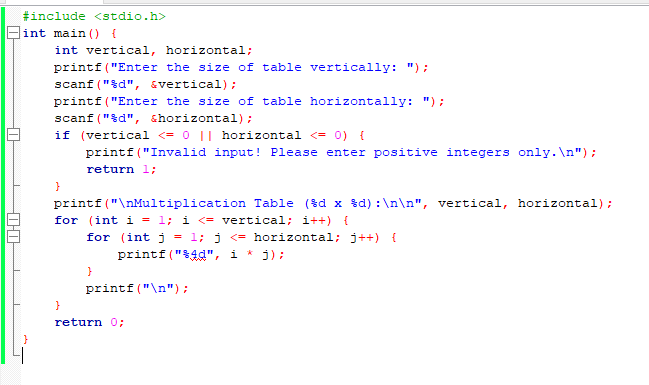 #include <stdio.h>
int main() {
    int vertical, horizontal;
    printf("Enter the size of table vertically: ");
    scanf("%d", &vertical);
    printf("Enter the size of table horizontally: ");
    scanf("%d", &horizontal);
    if (vertical <= 0 || horizontal <= 0) {
        printf("Invalid input! Please enter positive integers only.\n");
        return 1;
    }
    printf("\nMultiplication Table (%d x %d):\n\n", vertical, horizontal);
    for (int i = 1; i <= vertical; i++) {
        for (int j = 1; j <= horizontal; j++) {
            printf("%4d", i * j);
        }
        printf("\n");
    }
    return 0;
}